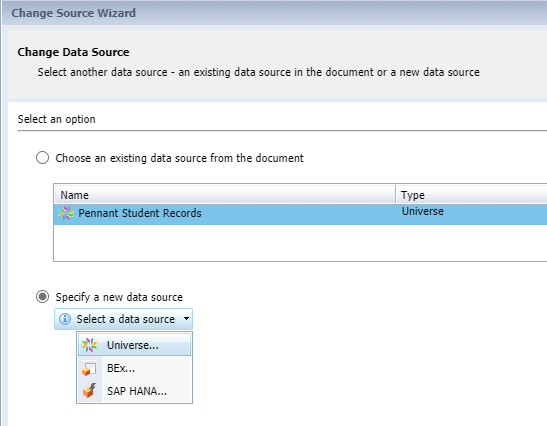 Change Source Wizard
Change Data Source
Select another data source - an existing data source in the document or a new data source
Select an option
Choose an existing data source from the document
Name Type
Pennant Student Records Universe
Specify a new data source
Select a data source
Universe...
BEx...
SAP HANA...